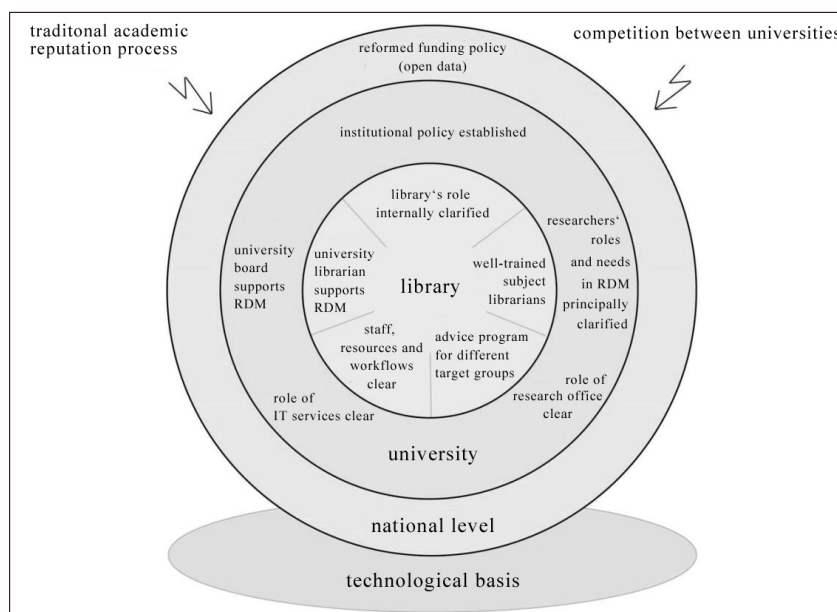 traditonal academic
reputation process
competition between universities
reformed funding policy
(open data)
institutional policy established
library‘s role
internally clarified
university
board
supports
RDM
university
librarian
supports
RDM
library
well-trained
subject
librarians
researchers‘
roles
and needs
in RDM
principally
clarified
staff,
resources and
workflows
clear
advice program
for different
target groups
role of
IT services clear
role of
research office
clear
university
national level
technological basis